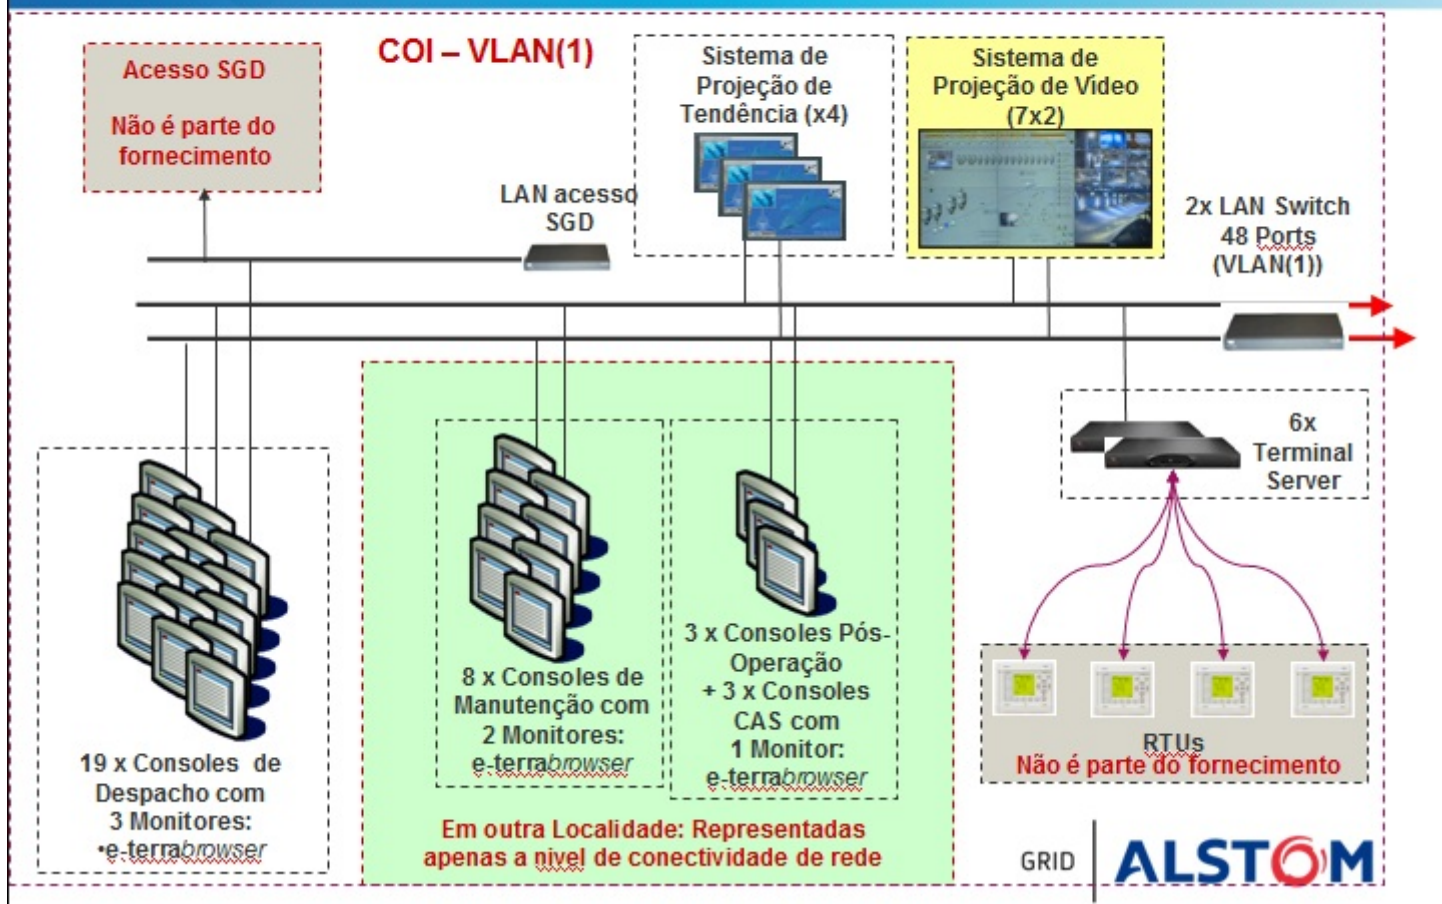 COI – VLAN(1)
Acesso SGD
Não é parte do
fornecimento
LAN acesso
SGD
Sistema de
Projeção de
Tendência (x4)
Sistema de
Projeção de Vídeo
(7x2)
2x LAN Switch
48 Ports
(VLAN(1))
6x
Terminal
Server
19 x Consoles de
Despacho com
3 Monitores:
•e-terrabrowser
8 x Consoles de
Manutenção com
2 Monitores:
e-terrabrowser
3 x Consoles Pós-
Operação
+ 3 x Consoles
CAS com
1 Monitor:
e-terrabrowser
Em outra Localidade: Representadas
apenas a nivel de conectividade de rede
RTUs
Não é parte do fornecimento
GRID
ALSTOM